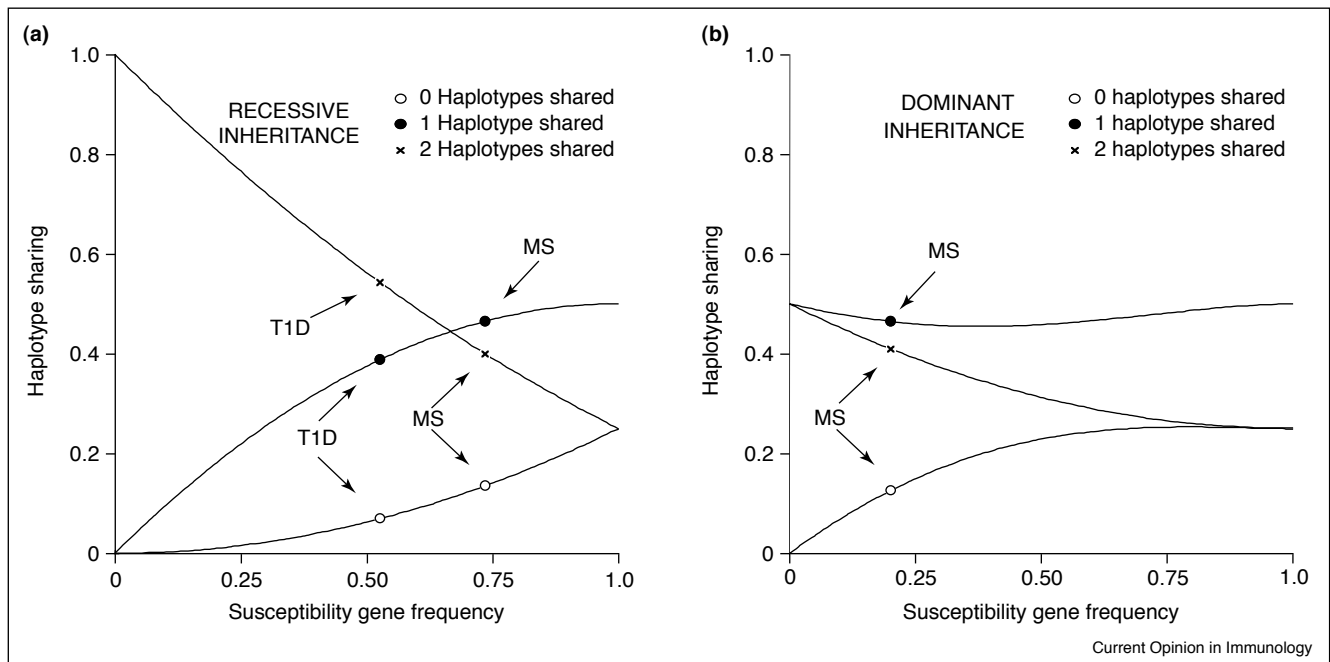 (a)
1.0
0.8
0.6
0.4
0.2
0
Haplotype sharing
RECESSIVE
INHERITANCE
0 Haplotypes shared
1 Haplotype shared
2 Haplotypes shared
MS
T1D
MS
T1D
0
0.25
0.50
0.75
1.0
Susceptibility gene frequency
(b)
1.0
0.8
0.6
0.4
0.2
0
Haplotype sharing
DOMINANT
INHERITANCE
0 haplotypes shared
1 haplotype shared
2 haplotypes shared
MS
MS
0
0.25
0.50
0.75
1.0
Susceptibility gene frequency
Current Opinion in Immunology